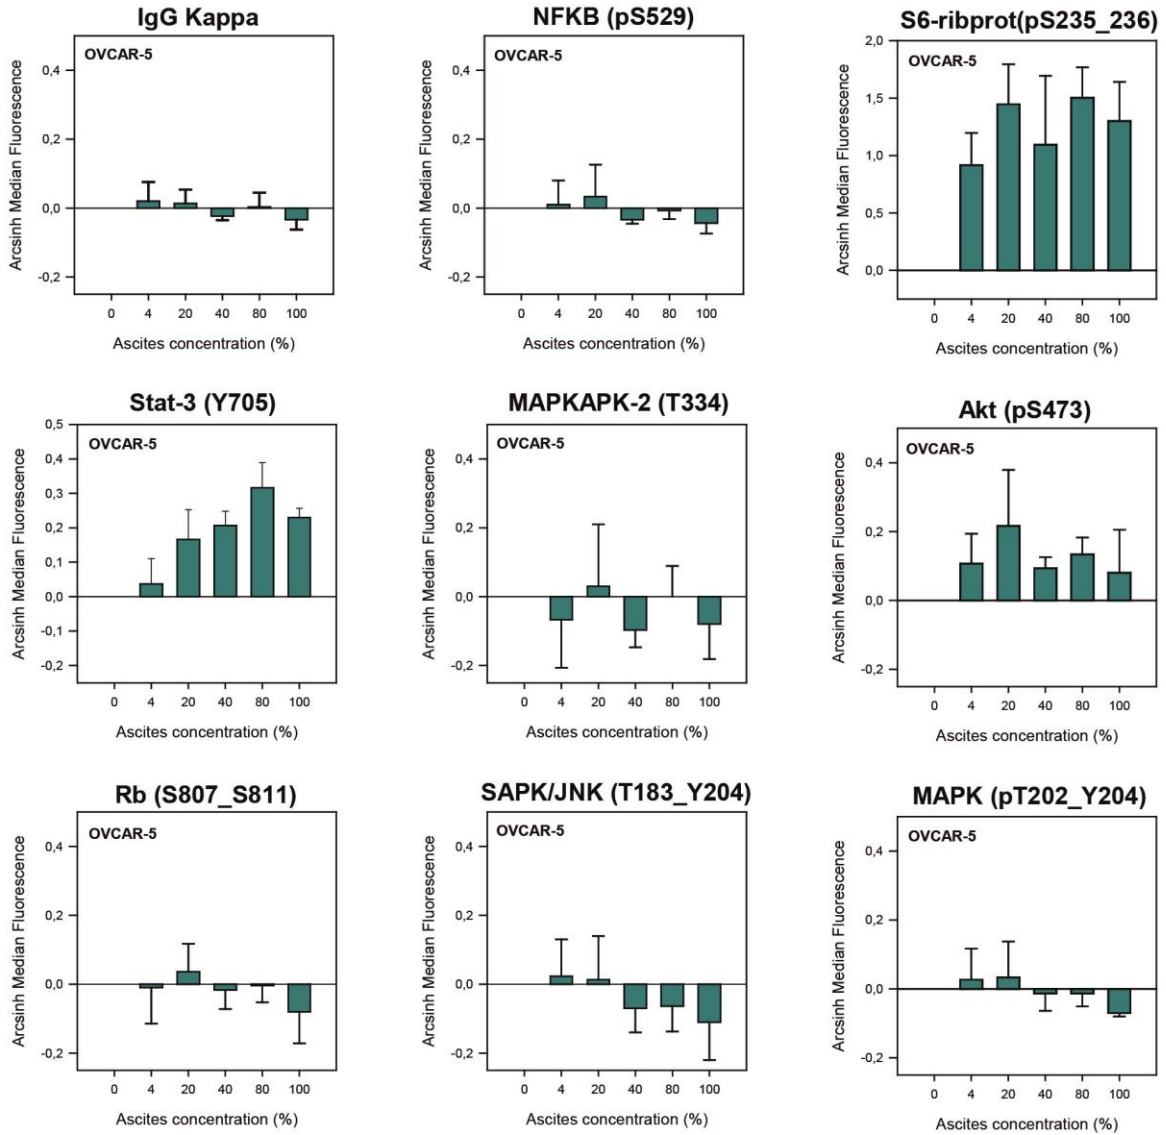 IgG Kappa
OVCAR-5
Arcsinh Median Fluorescence
0,4
0,2
0,0
-0,2
0 4 20 40 80 100
Ascites concentration (%)
NFKB (pS529)
OVCAR-5
Arcsinh Median Fluorescence
0,4
0,2
0,0
-0,2
0 4 20 40 80 100
Ascites concentration (%)
S6-ribprot(pS235_236)
OVCAR-5
Arcsinh Median Fluorescence
2,0
1,5
1,0
0,5
0,0
0 4 20 40 80 100
Ascites concentration (%)
Stat-3 (Y705)
OVCAR-5
Arcsinh Median Fluorescence
0,5
0,4
0,3
0,2
0,1
0,0
-0,1
-0,2
0 4 20 40 80 100
Ascites concentration (%)
MAPKAPK-2 (T334)
OVCAR-5
Arcsinh Median Fluorescence
0,4
0,2
0,0
-0,2
0 4 20 40 80 100
Ascites concentration (%)
Akt (pS473)
OVCAR-5
Arcsinh Median Fluorescence
0,4
0,2
0,0
-0,2
0 4 20 40 80 100
Ascites concentration (%)
Rb (S807_S811)
OVCAR-5
Arcsinh Median Fluorescence
0,4
0,2
0,0
-0,2
0 4 20 40 80 100
Ascites concentration (%)
SAPK/JNK (T183_Y204)
OVCAR-5
Arcsinh Median Fluorescence
0,4
0,2
0,0
-0,2
0 4 20 40 80 100
Ascites concentration (%)
MAPK (pT202_Y204)
OVCAR-5
Arcsinh Median Fluorescence
0,4
0,2
0,0
-0,2
0 4 20 40 80 100
Ascites concentration (%)